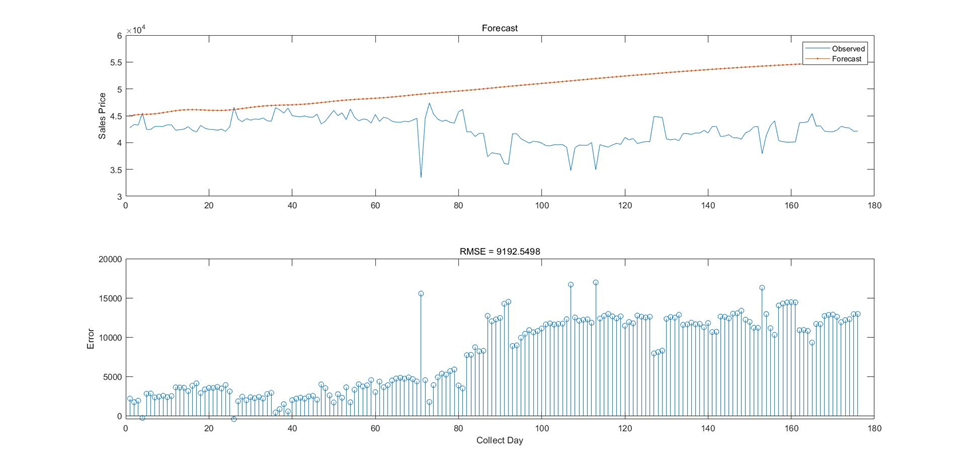 Forecast
×10⁴
6
5.5
5
4.5
4
3.5
3
Sales Price
Observed
Forecast
0 20 40 60 80 100 120 140 160 180
RMSE = 9192.5498
20000
15000
10000
5000
0
Error
0 20 40 60 80 100 120 140 160 180
Collect Day